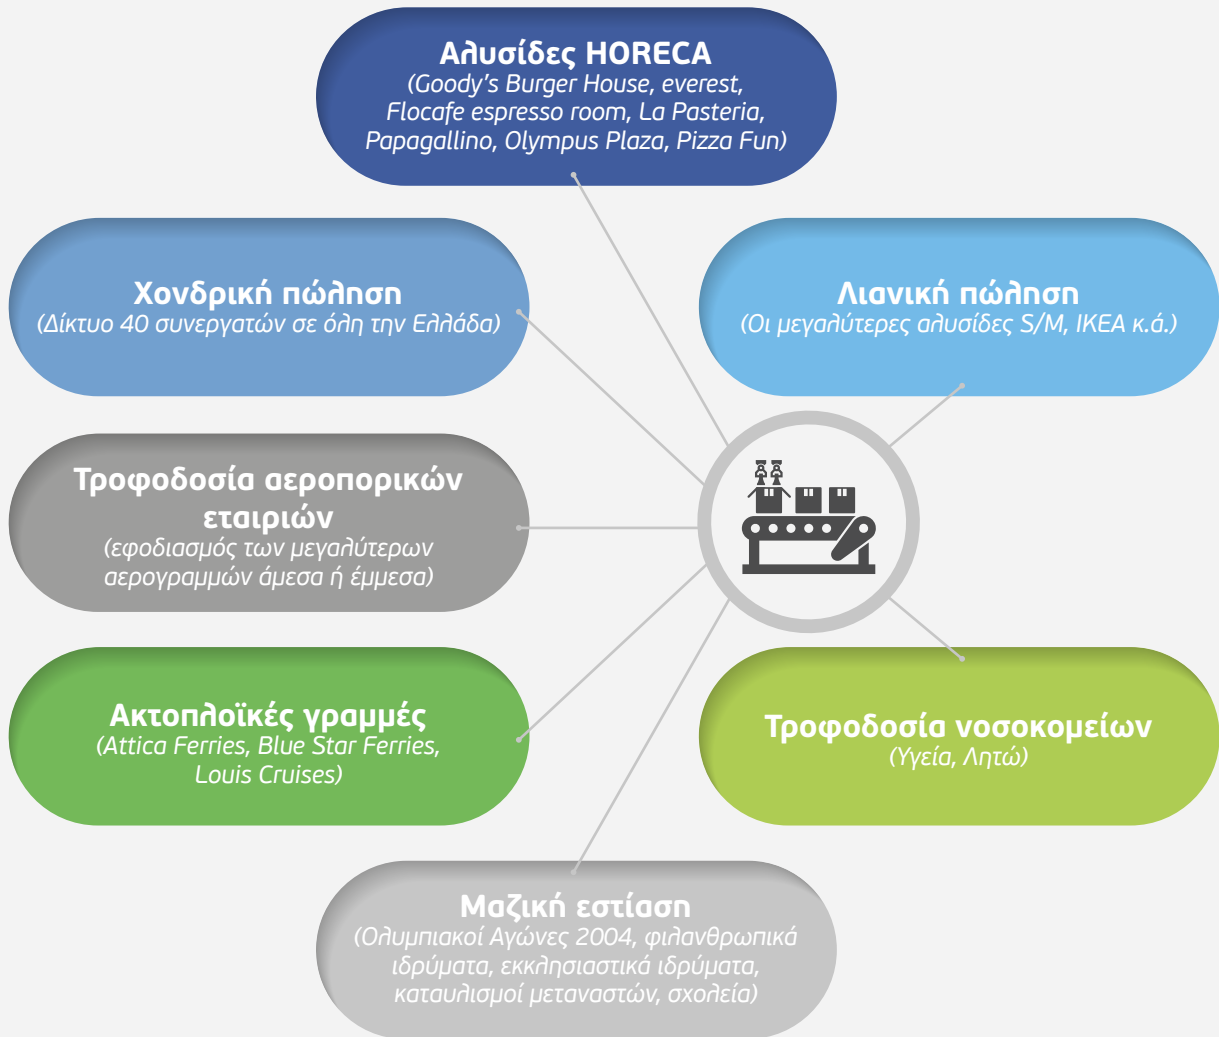 Αλυσίδες HORECA
(Goody's Burger House, everest,
Flocafe espresso room, La Pasteria,
Papagallino, Olympus Plaza, Pizza Fun)
Χονδρική πώληση
(Δίκτυο 40 συνεργατών σε όλη την Ελλάδα)
Λιανική πώληση
(Οι μεγαλύτερες αλυσίδες S/M, IKEA κ.ά.)
Τροφοδοσία αεροπορικών
εταιριών
(εφοδιασμός των μεγαλύτερων
αερογραμμών άμεσα ή έμμεσα)
Ακτοπλοϊκές γραμμές
(Attica Ferries, Blue Star Ferries,
Louis Cruises)
Τροφοδοσία νοσοκομείων
(Υγεία, Λητώ)
Μαζική εστίαση
(Ολυμπιακοί Αγώνες 2004, φιλανθρωπικά
ιδρύματα, εκκλησιαστικά ιδρύματα,
καταυλισμοί μεταναστών, σχολεία)